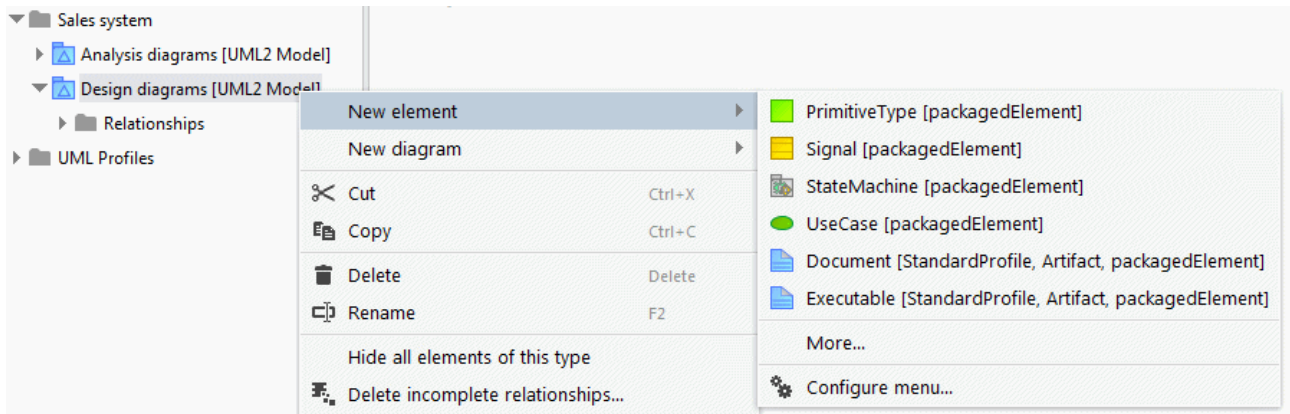 Sales system
Analysis diagrams [UML2 Model]
Design diagrams [UML2 Model]
Relationships
UML Profiles
New element
New diagram
Cut Ctrl+X
Copy Ctrl+C
Delete Delete
Rename F2
Hide all elements of this type
Delete incomplete relationships...
PrimitiveType [packagedElement]
Signal [packagedElement]
StateMachine [packagedElement]
UseCase [packagedElement]
Document [StandardProfile, Artifact, packagedElement]
Executable [StandardProfile, Artifact, packagedElement]
More...
Configure menu...